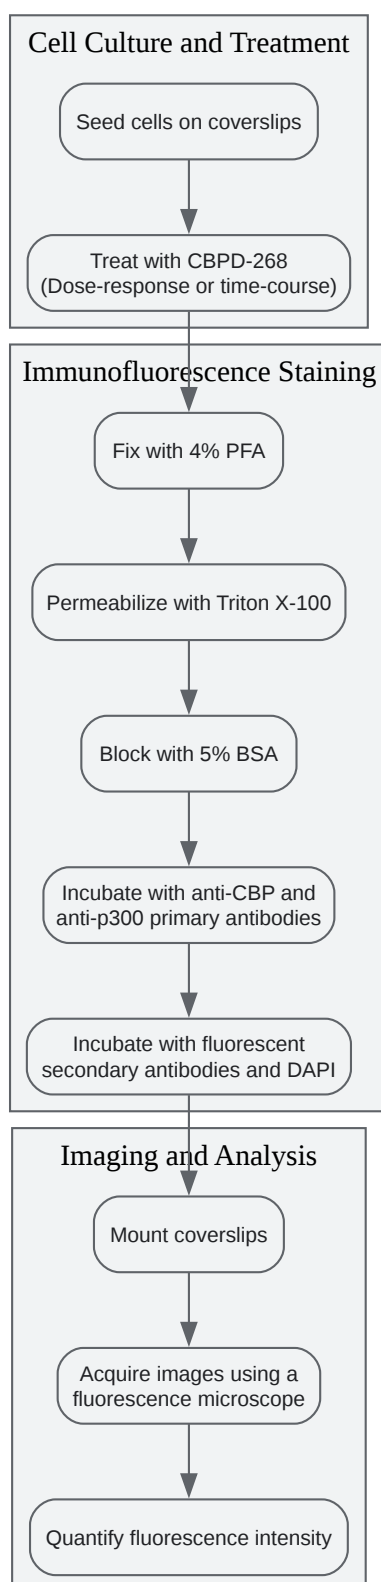 Cell Culture and Treatment
Seed cells on coverslips
Treat with CBPD-268
(Dose-response or time-course)
Immunofluorescence Staining
Fix with 4% PFA
Permeabilize with Triton X-100
Block with 5% BSA
Incubate with anti-CBP and
anti-p300 primary antibodies
Incubate with fluorescent
secondary antibodies and DAPI
Imaging and Analysis
Mount coverslips
Acquire images using a
fluorescence microscope
Quantify fluorescence intensity